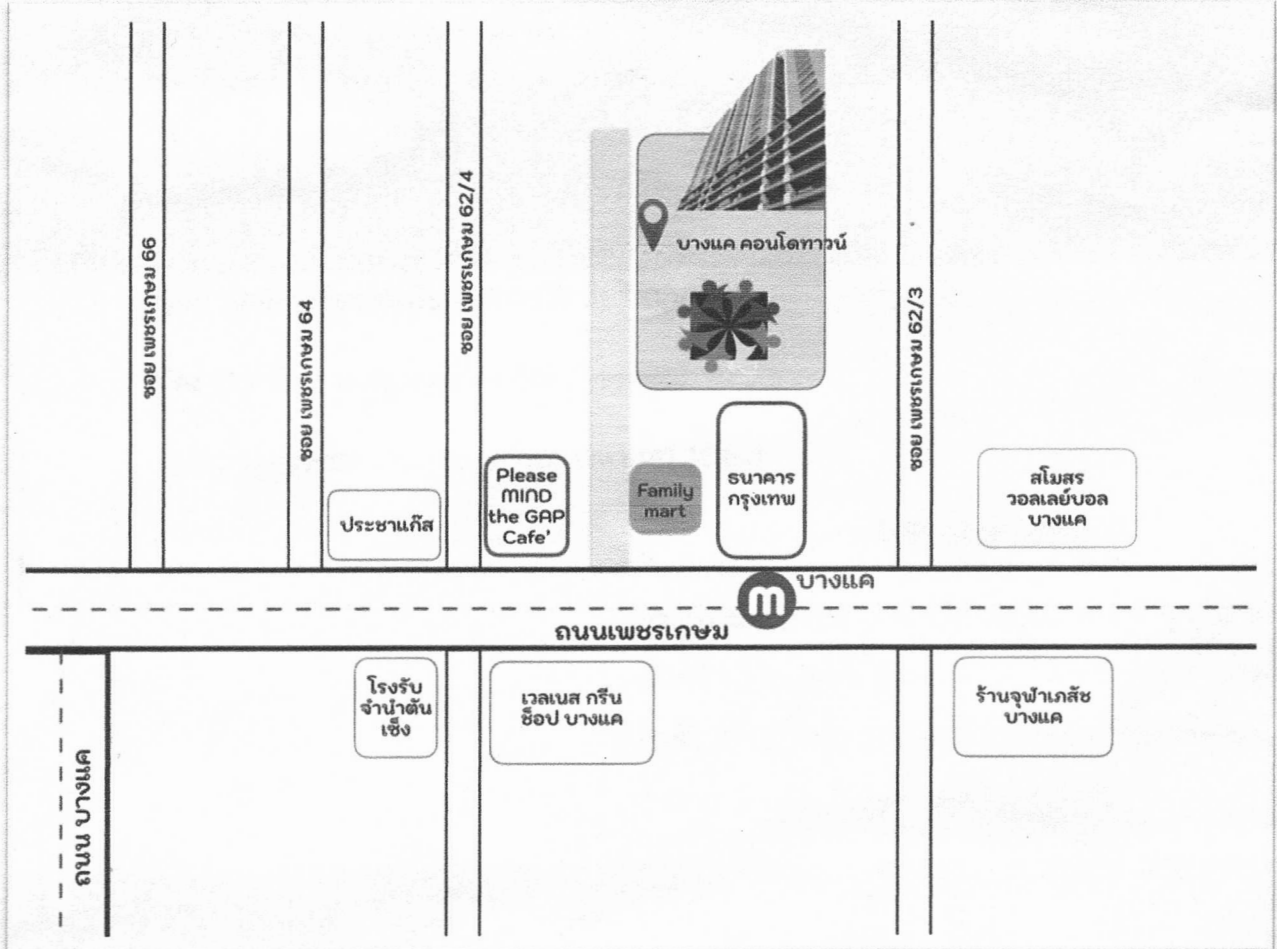 ซอย เพชรเกษม 66
ซอย เพชรเกษม 64
ซอย เพชรเกษม 62/4
บางแค คอนโดทาวน์
ซอย เพชรเกษม 62/3
ประชาแก๊ส
Please
MIND
the GAP
Cafe'
Family
mart
ธนาคาร
กรุงเทพ
สโมสร
วอลเลย์บอล
บางแค
m
บางแค
ถนนเพชรเกษม
โรงรับ
จำนำตัน
เซ็ง
เวลเนส กรีน
ช็อป บางแค
ร้านจุฬาเภสัช
บางแค
ถนน บางแค